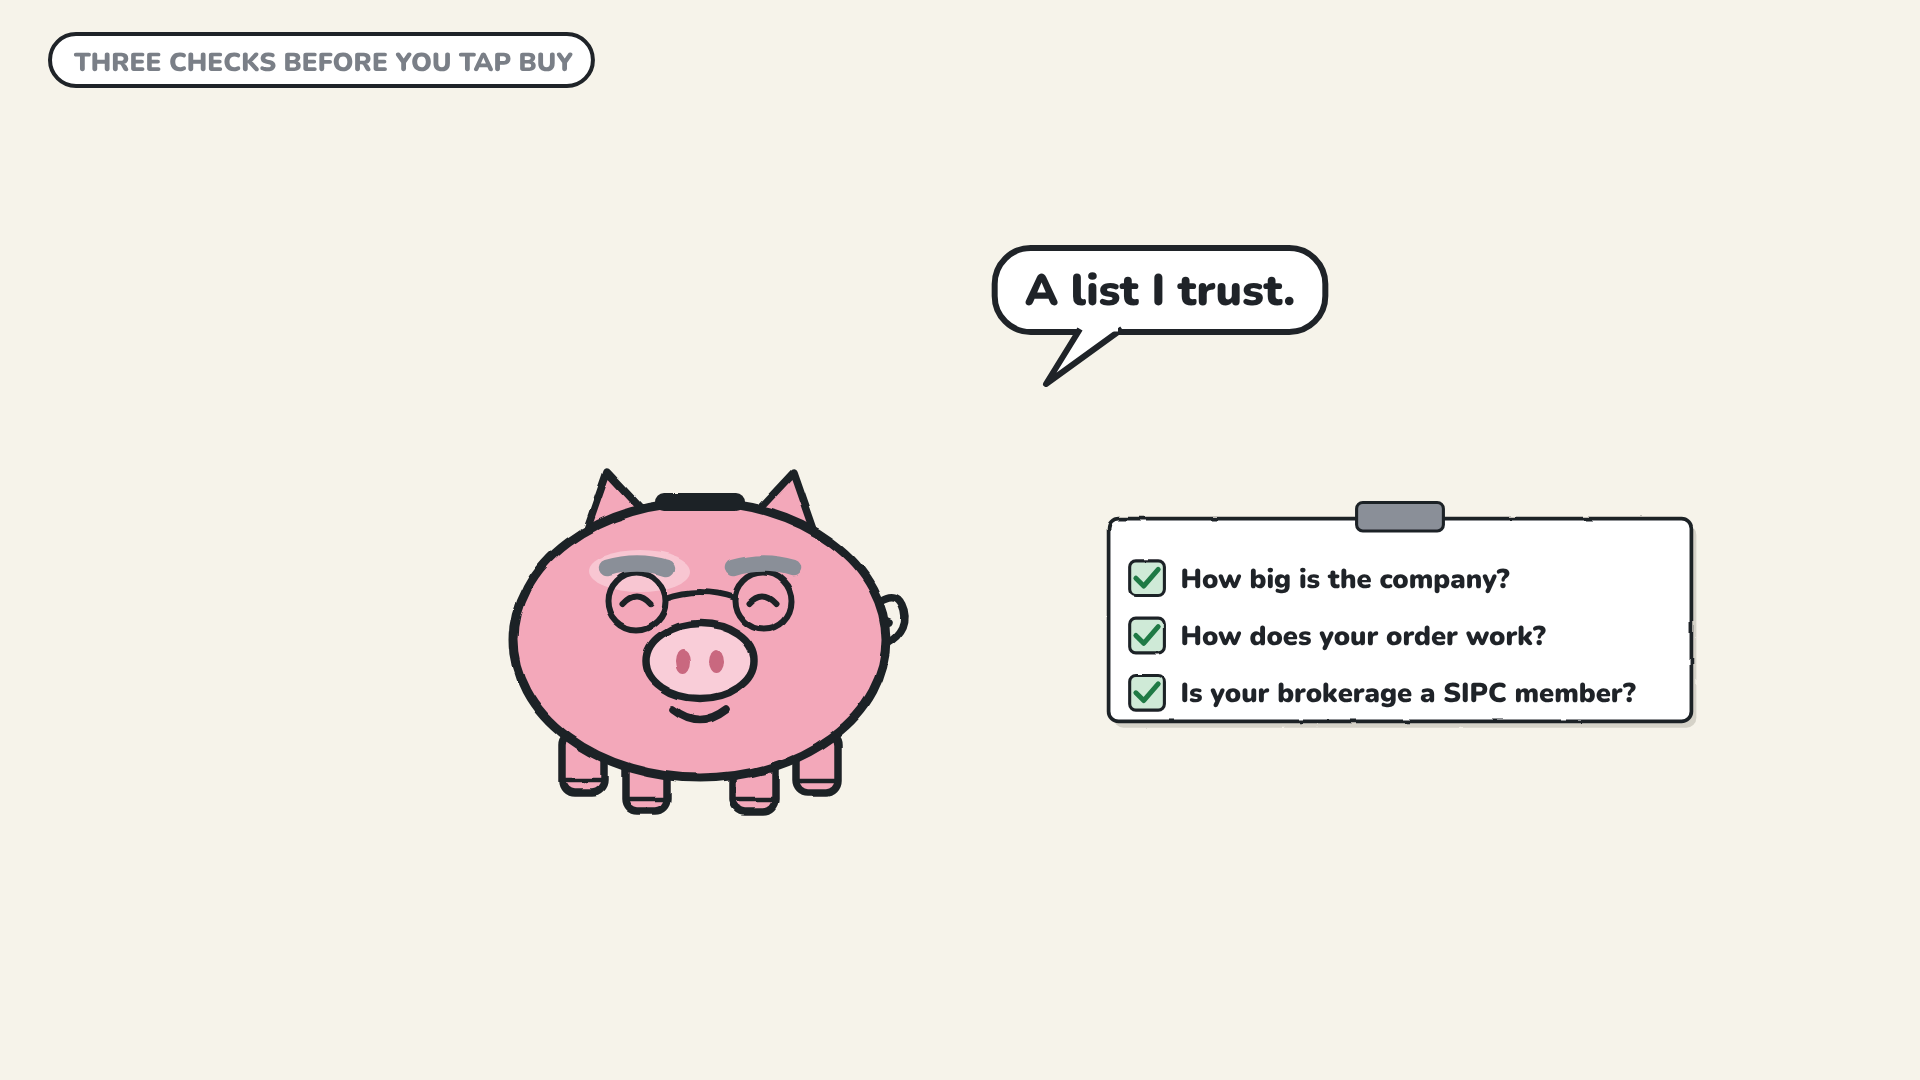 THREE CHECKS BEFORE YOU TAP BUY
A list I trust.
How big is the company?
How does your order work?
Is your brokerage a SIPC member?